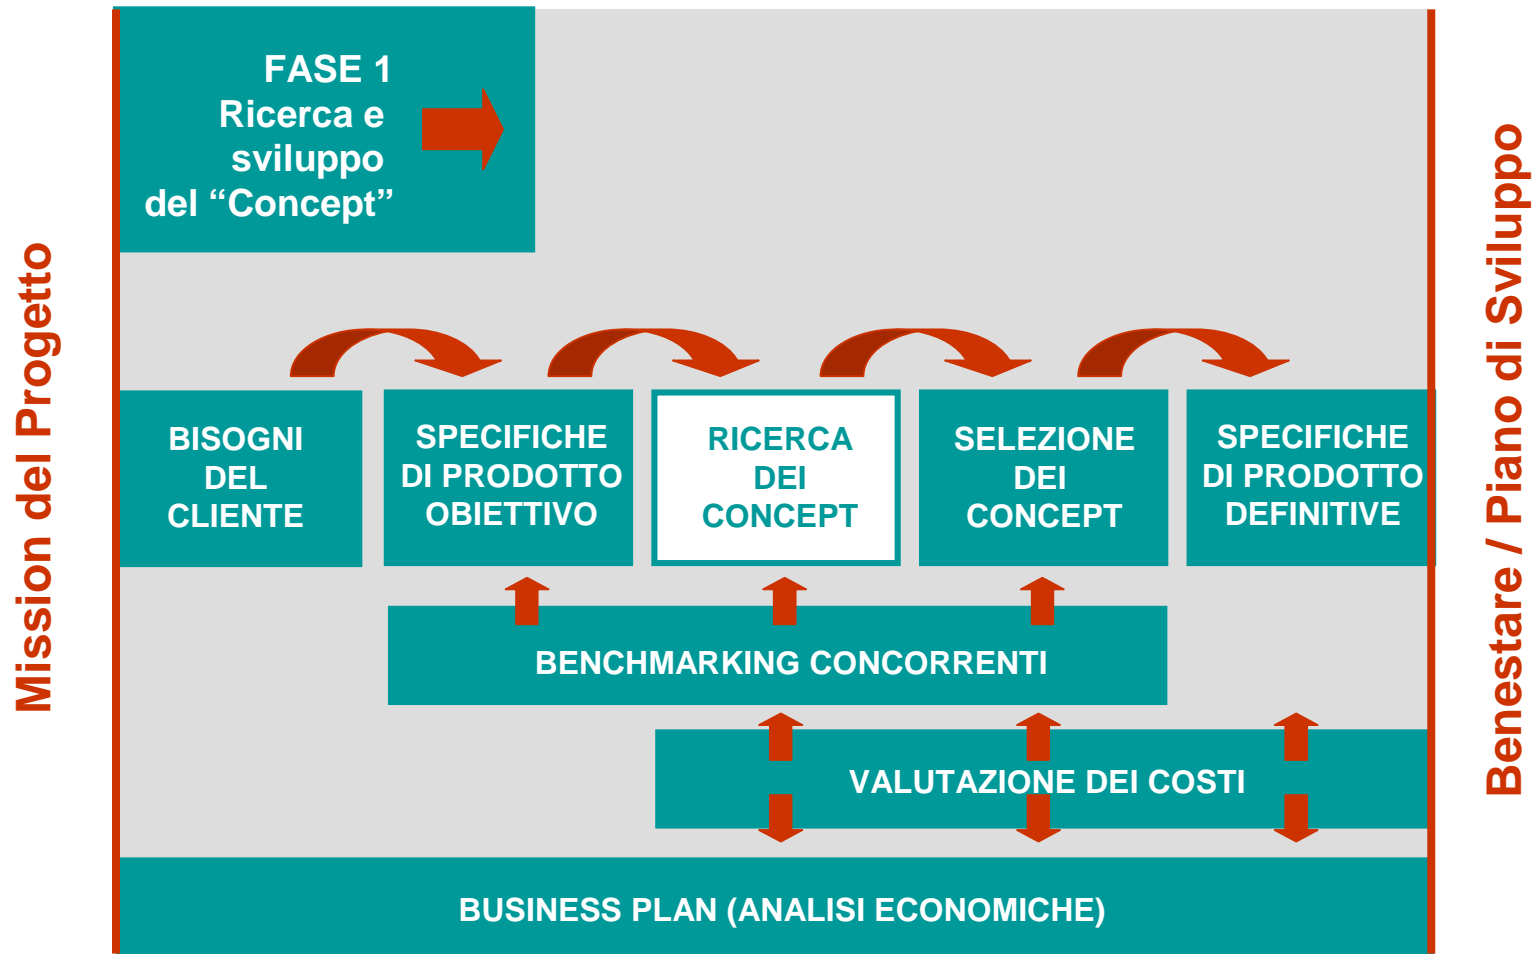 FASE 1
Ricerca e
sviluppo
del “Concept”
Mission del Progetto
Benestare / Piano di Sviluppo
BISOGNI
DEL
CLIENTE
SPECIFICHE
DI PRODOTTO
OBIETTIVO
RICERCA
DEI
CONCEPT
SELEZIONE
DEI
CONCEPT
SPECIFICHE
DI PRODOTTO
DEFINITIVE
BENCHMARKING CONCORRENTI
VALUTAZIONE DEI COSTI
BUSINESS PLAN (ANALISI ECONOMICHE)